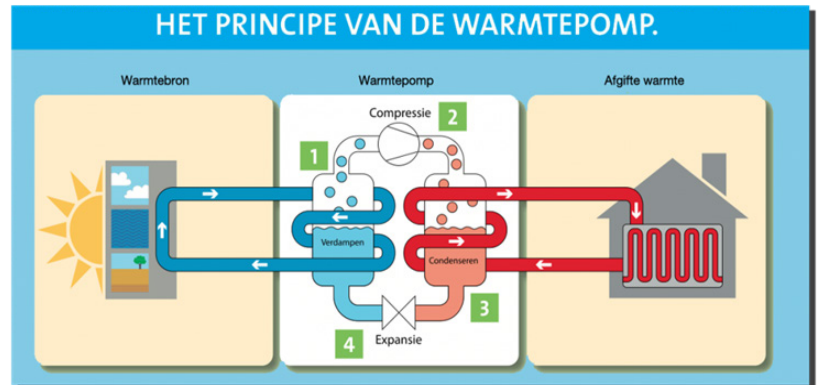 HET PRINCIPE VAN DE WARMTEPOMP.
Warmtebron
Warmtepomp
Afgifte warmte
Compressie
2
1
Verdampen
Condenseren
3
4
Expansie